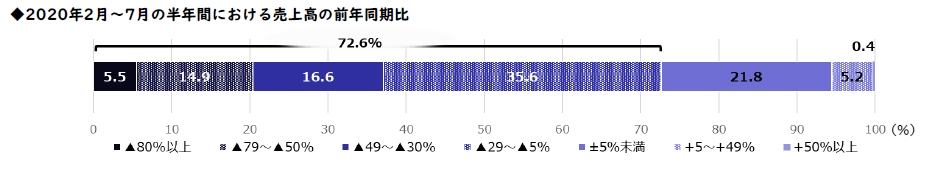 ◆2020年2月～7月の半年間における売上高の前年同期比
72.6%
0.4
5.5 14.9 16.6 35.6 21.8 5.2
0 10 20 30 40 50 60 70 80 90 100 (%)
■▲80%以上 ▲79～▲50% ■▲49～▲30% ▲29～▲5% ■±5%未満 +5～+49% ■+50%以上